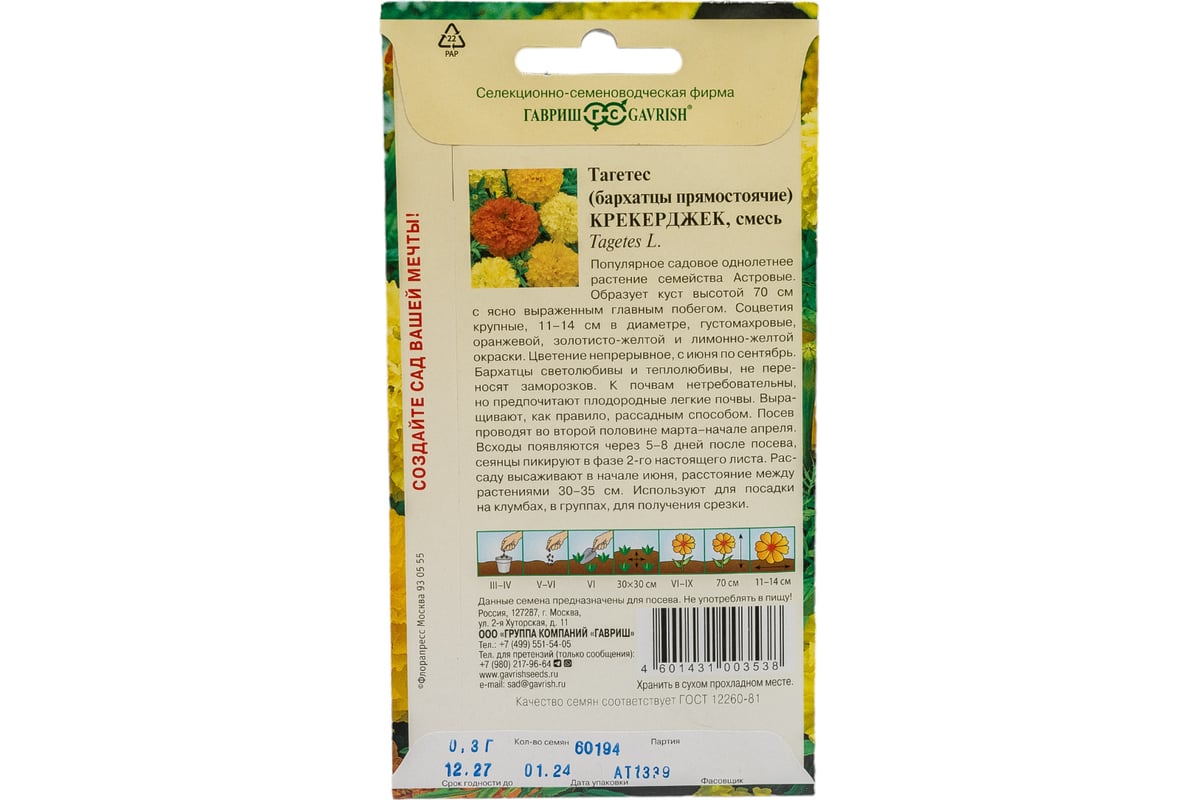 22
PAP
Селекционно-семеноводческая фирма
ГАВРИШ ГС GAVRISH®
Тагетес
(бархатцы прямостоячие)
КРЕКЕРДЖЕК, смесь
Tagetes L.
Популярное садовое однолетнее
растение семейства Астровые.
Образует куст высотой 70 см
с ясно выраженным главным побегом. Соцветия
крупные, 11–14 см в диаметре, густомахровые,
оранжевой, золотисто-желтой и лимонно-желтой
окраски. Цветение непрерывное, с июня по сентябрь.
Бархатцы светолюбивы и теплолюбивы, не пере-
носят заморозков. К почвам нетребовательны,
но предпочитают плодородные легкие почвы. Выра-
щивают, как правило, рассадным способом. Посев
проводят во второй половине марта–начале апреля.
Всходы появляются через 5–8 дней после посева,
сеянцы пикируют в фазе 2-го настоящего листа. Рас-
саду высаживают в начале июня, расстояние между
растениями 30–35 см. Используют для посадки
на клумбах, в группах, для получения срезки.
III–IV V–VI VI 30×30 см VI–IX 70 см 11–14 см
Данные семена предназначены для посева. Не употреблять в пищу!
Россия, 127287, г. Москва,
ул. 2-я Хуторская, д. 11
ООО «ГРУППА КОМПАНИЙ «ГАВРИШ»
Тел.: +7 (499) 551-54-05
Тел. для претензий (только сообщения):
+7 (980) 217-96-64
www.gavrishseeds.ru
e-mail: sad@gavrish.ru
4 601431 003538
Хранить в сухом прохладном месте.
Качество семян соответствует ГОСТ 12260-81
0,3 Г Кол-во семян 60194 Партия
12.27 01.24 АТ1339
Срок годности до Дата упаковки Фасовщик
СОЗДАЙТЕ САД ВАШЕЙ МЕЧТЫ!
©Флорапресс Москва 93 05 55